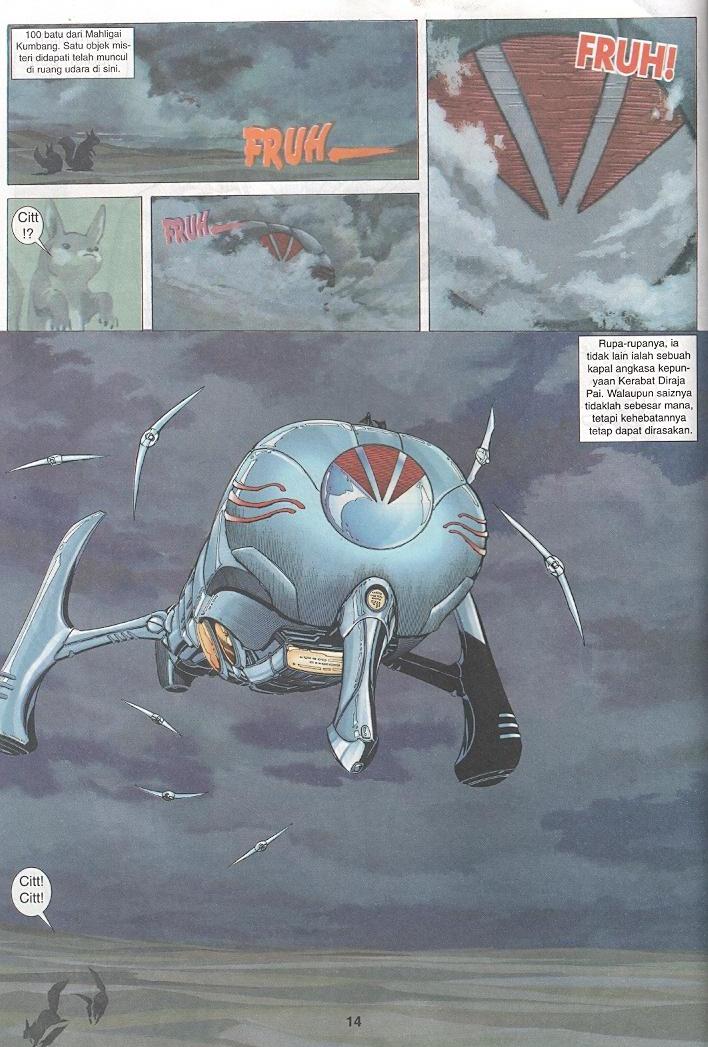 100 batu dari Mahligai
Kumbang. Satu objek mis-
teri didapati telah muncul
di ruang udara di sini.
FRUH
FRUH!
Citt
!?
FRUH
Rupa-rupanya, ia
tidak lain ialah sebuah
kapal angkasa kepun-
yaan Kerabat Diraja
Pai. Walaupun saiznya
tidaklah sebesar mana,
tetapi kehebatannya
tetap dapat dirasakan.
Citt!
Citt!
14